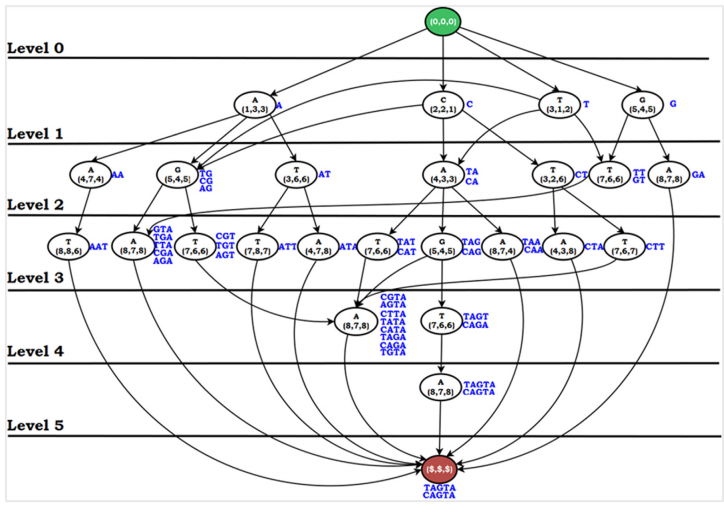 (0,0,0)
Level 0
A
(1,3,3)
A
C
(2,2,1)
C
T
(3,1,2)
T
G
(5,4,5)
G
Level 1
A
(4,7,4)
AA
G
(5,4,5)
TG
CG
AG
T
(3,6,6)
AT
A
(4,3,3)
TA
CA
T
(3,2,6)
CT
T
(7,6,6)
TT
GT
A
(8,7,8)
GA
Level 2
T
(8,8,6)
AAT
A
(8,7,8)
GTA
TGA
TTA
CGA
AGA
T
(7,6,6)
CGT
TGT
AGT
T
(7,8,7)
ATT
A
(4,7,8)
ATA
T
(7,6,6)
TAT
CAT
G
(5,4,5)
TAG
CAG
A
(8,7,4)
TAA
CAA
A
(4,3,8)
CTA
T
(7,6,7)
CTT
Level 3
A
(8,7,8)
CGTA
AGTA
CTTA
TATA
CATA
TAGA
CAGA
TGTA
T
(7,6,6)
TAGT
CAGA
Level 4
A
(8,7,8)
TAGTA
CAGTA
Level 5
($,$,$)
TAGTA
CAGTA